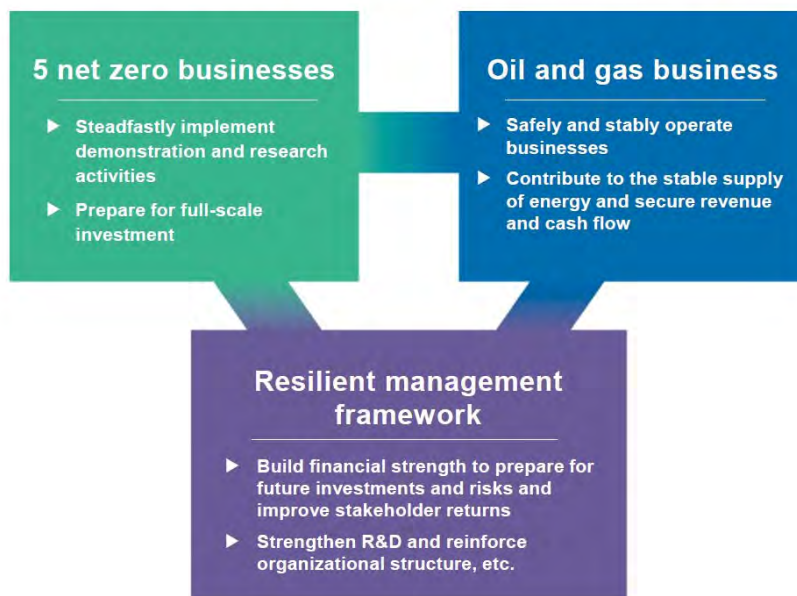 5 net zero businesses
▶ Steadfastly implement
demonstration and research
activities
▶ Prepare for full-scale
investment
Oil and gas business
▶ Safely and stably operate
businesses
▶ Contribute to the stable supply
of energy and secure revenue
and cash flow
Resilient management
framework
▶ Build financial strength to prepare for
future investments and risks and
improve stakeholder returns
▶ Strengthen R&D and reinforce
organizational structure, etc.